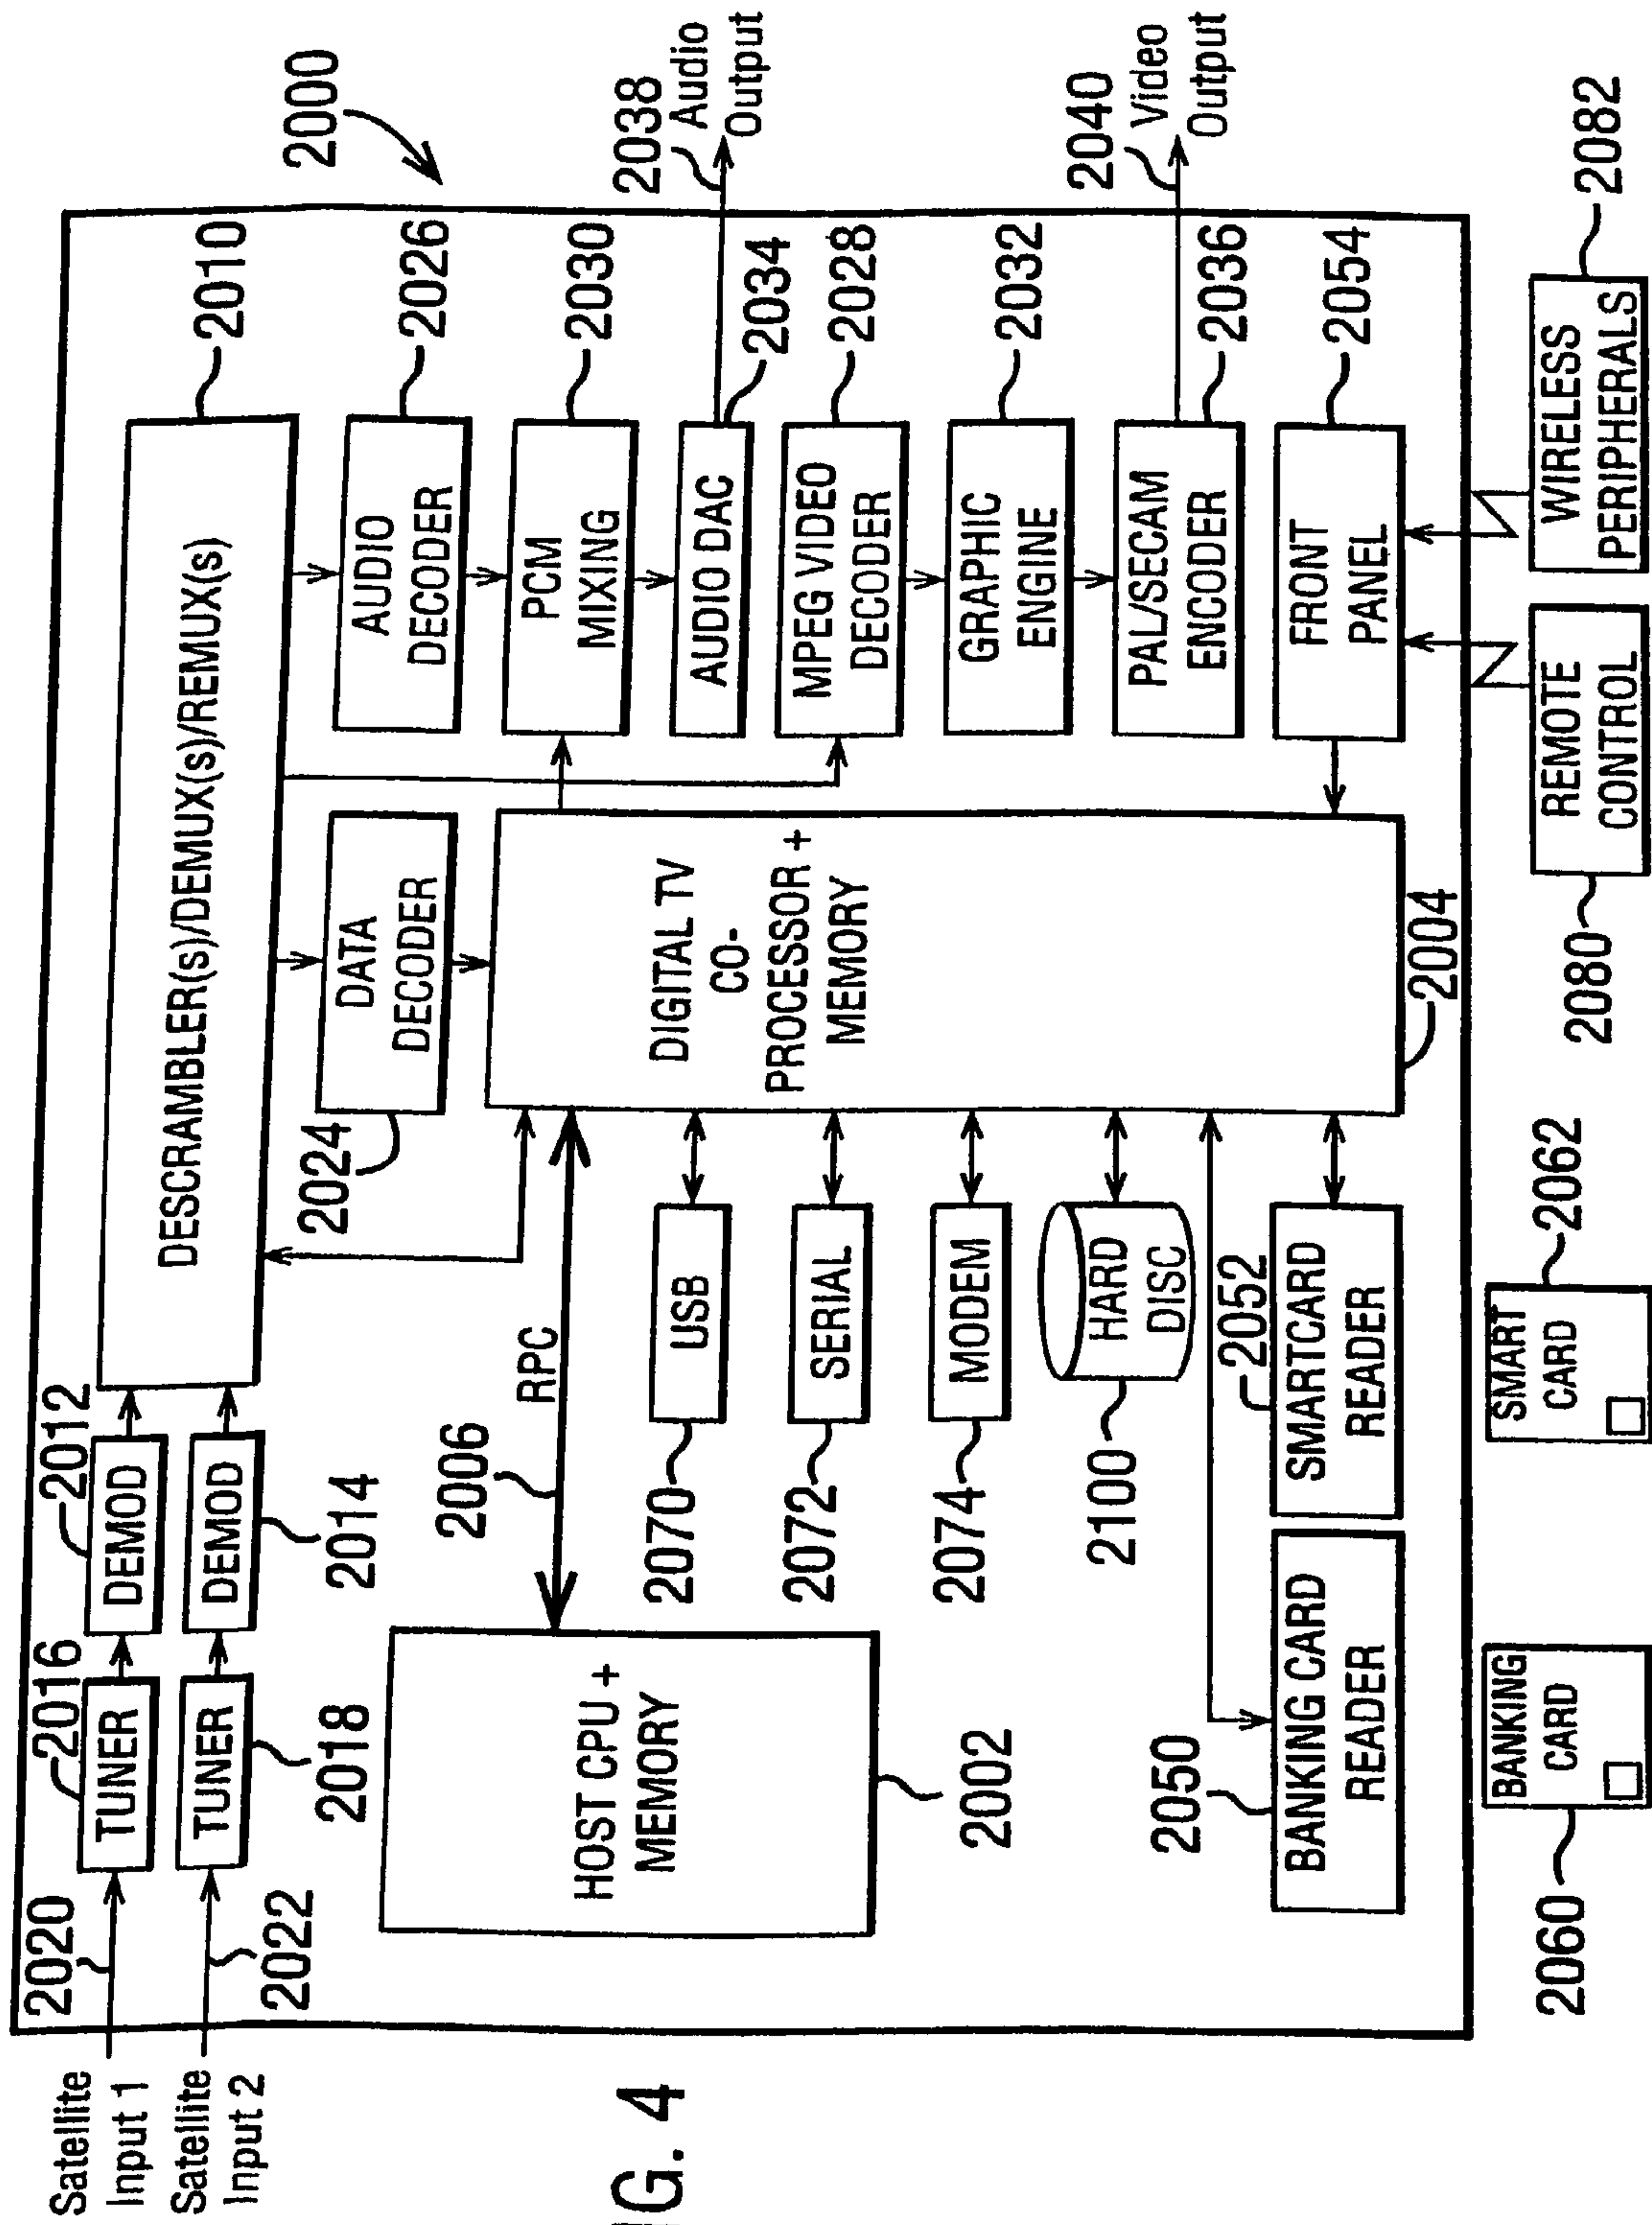 Satellite
Input 1
2020
2016
TUNER
2012
DEMOD
DESCRAMBLER(s)/DEMUX(s)/REMUX(s)
2010
2000
Satellite
Input 2
2022
TUNER
2018
DEMOD
2014
2024
DATA
DECODER
AUDIO
DECODER
2026
HOST CPU +
MEMORY
2002
2006
RPC
DIGITAL TV
CO-
PROCESSOR +
MEMORY
2004
PCM
MIXING
2030
2070
USB
AUDIO DAC
2034
2038
Audio
Output
2072
SERIAL
MPEG VIDEO
DECODER
2028
2074
MODEM
GRAPHIC
ENGINE
2032
2100
HARD
DISC
PAL/SECAM
ENCODER
2036
2040
Video
Output
2050
BANKING CARD
READER
2052
SMARTCARD
READER
FRONT
PANEL
2054
2060
BANKING
CARD
SMART
CARD
2062
2080
REMOTE
CONTROL
WIRELESS
PERIPHERALS
2082
G. 4